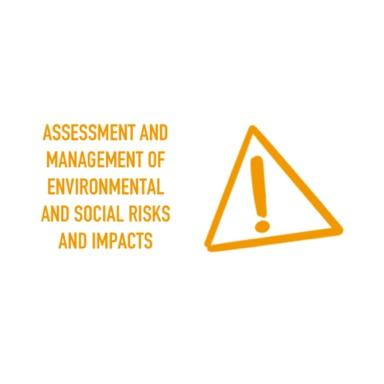 ASSESSMENT AND
MANAGEMENT OF
ENVIRONMENTAL
AND SOCIAL RISKS
AND IMPACTS